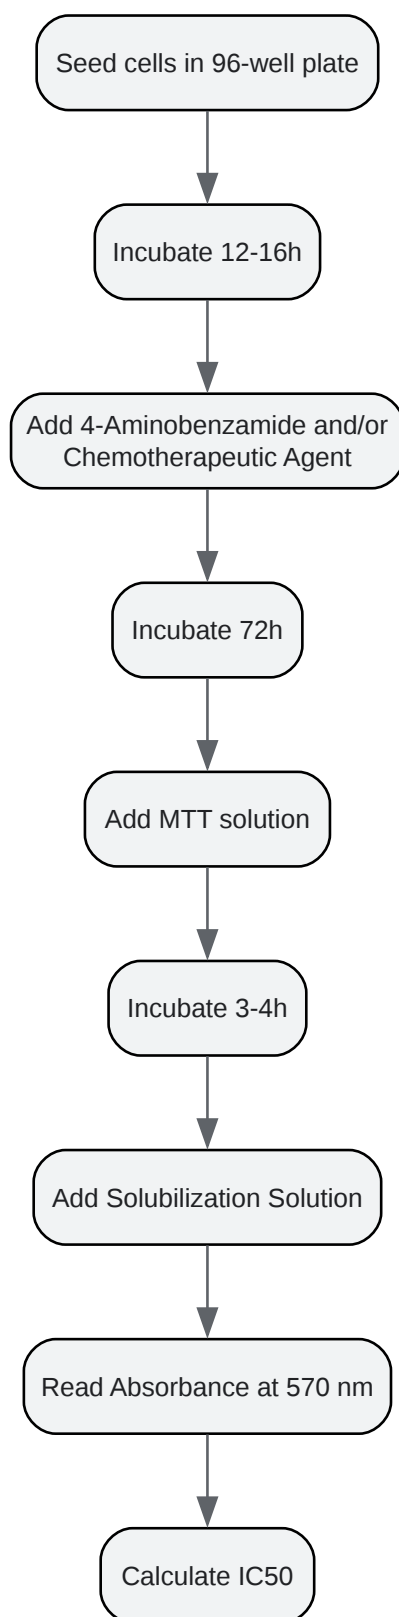 Seed cells in 96-well plate
Incubate 12-16h
Add 4-Aminobenzamide and/or
Chemotherapeutic Agent
Incubate 72h
Add MTT solution
Incubate 3-4h
Add Solubilization Solution
Read Absorbance at 570 nm
Calculate IC50